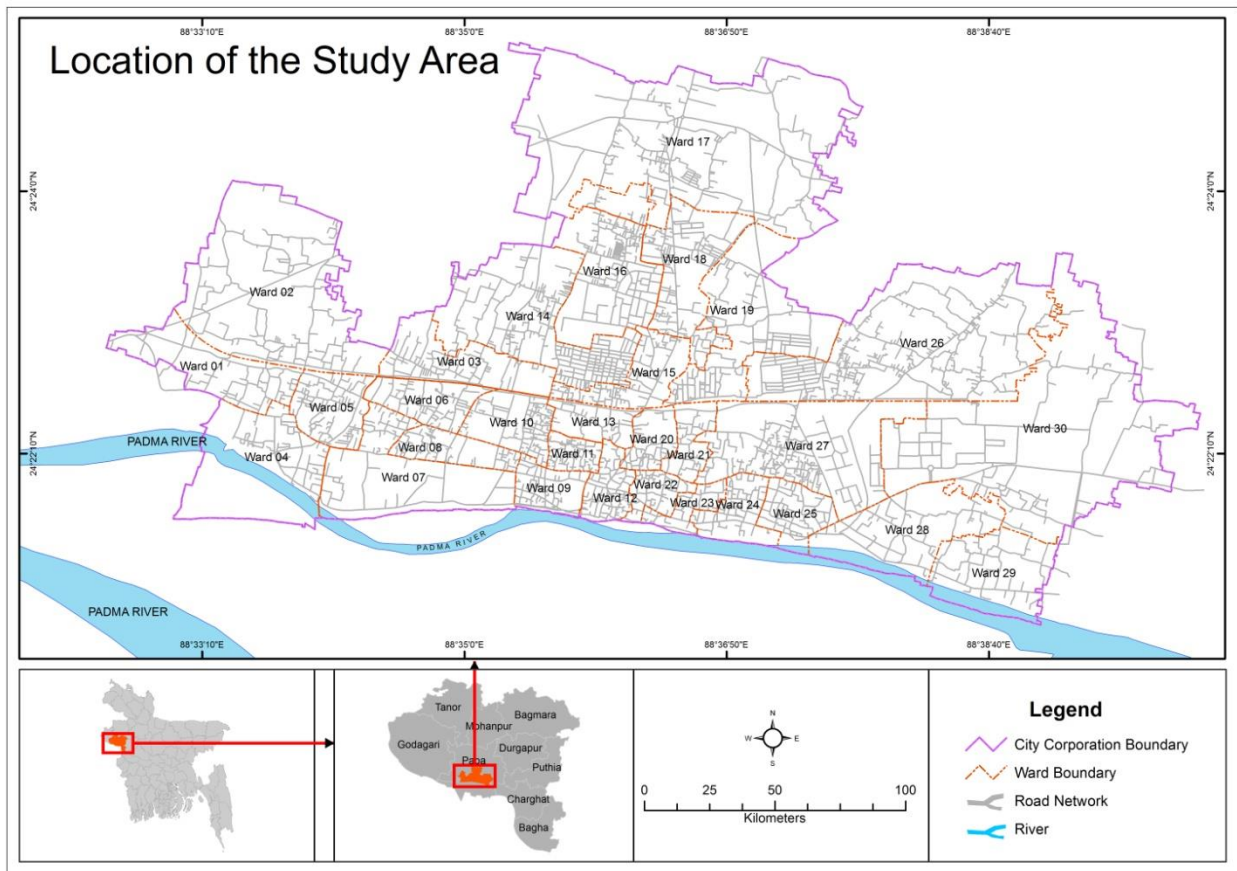 88°33'10"E
88°35'0"E
88°36'50"E
88°38'40"E
Location of the Study Area
Ward 17
24°24'0"N
24°24'0"N
Ward 18
Ward 16
Ward 02
Ward 19
Ward 14
Ward 26
Ward 03
Ward 01
Ward 15
Ward 06
Ward 05
Ward 10
Ward 13
Ward 30
PADMA RIVER
Ward 20
Ward 27
Ward 08
Ward 11
Ward 21
24°22'10"N
24°22'10"N
Ward 04
Ward 07
Ward 22
Ward 09
Ward 12
Ward 23
Ward 24
Ward 25
Ward 28
PADMA RIVER
Ward 29
PADMA RIVER
88°33'10"E
88°35'0"E
88°36'50"E
88°38'40"E
Tanor
Bagmara
Mohanpur
Godagari
Durgapur
Paba
Puthia
Charghat
Bagha
N
W
E
S
0
25
50
75
100
Kilometers
Legend
City Corporation Boundary
Ward Boundary
Road Network
River